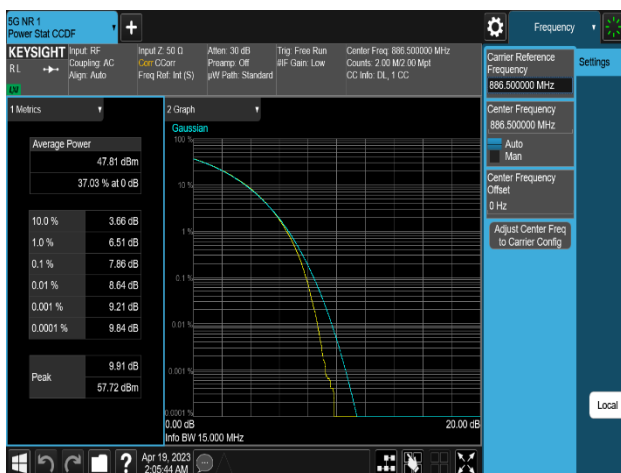 5G NR 1
Power Stat CCDF
+
Frequency
KEYSIGHT
RL
LV
Input: RF
Coupling: AC
Align: Auto
Input Z: 50 Ω
Corr CCorr
Freq Ref: Int (S)
Atten: 30 dB
Preamp: Off
µW Path: Standard
Trig: Free Run
#IF Gain: Low
Center Freq: 886.500000 MHz
Counts: 2.00 M/2.00 Mpt
CC Info: DL, 1 CC
1 Metrics
Average Power
47.81 dBm
37.03 % at 0 dB
10.0 % 3.66 dB
1.0 % 6.51 dB
0.1 % 7.86 dB
0.01 % 8.64 dB
0.001 % 9.21 dB
0.0001 % 9.84 dB
Peak
9.91 dB
57.72 dBm
2 Graph
Gaussian
100 %
10 %
1 %
0.1 %
0.01 %
0.001 %
0.0001 %
0.00 dB
20.00 dB
Info BW 15.000 MHz
Carrier Reference
Frequency
886.500000 MHz
Center Frequency
886.500000 MHz
Auto
Man
Center Frequency
Offset
0 Hz
Adjust Center Freq
to Carrier Config
Settings
Local
?
Apr 19, 2023
2:05:44 AM